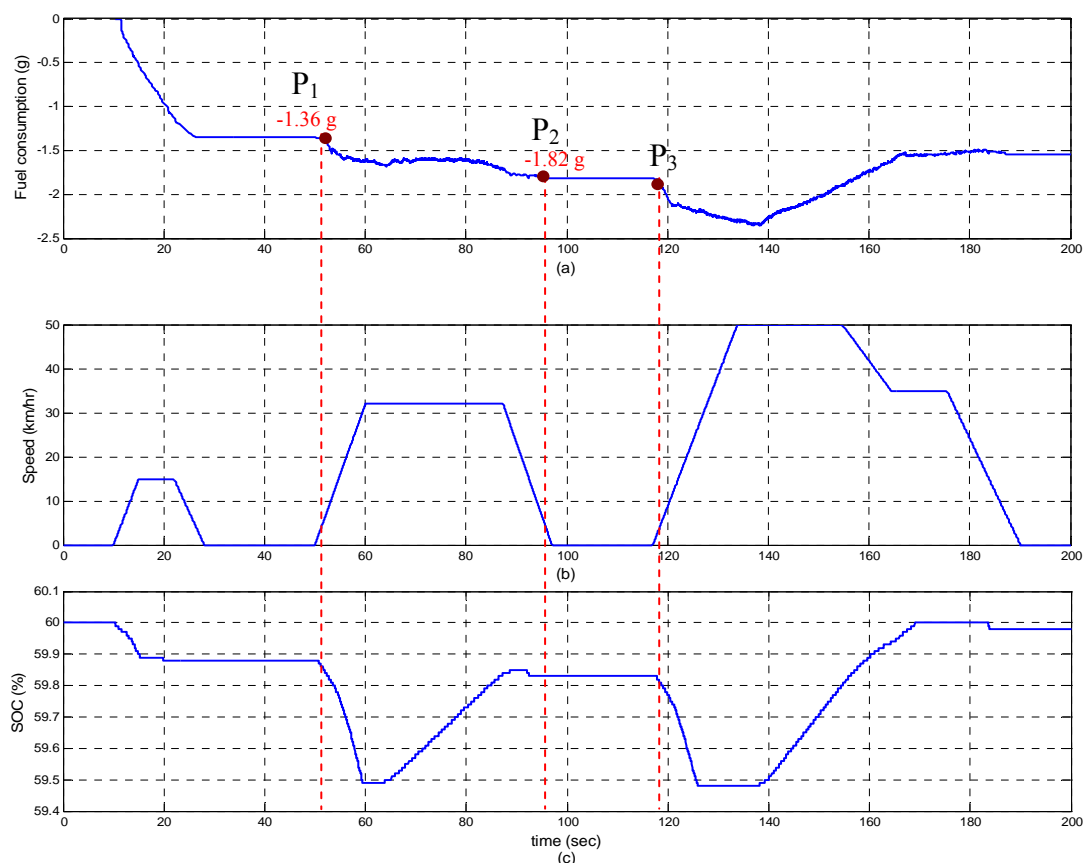 Fuel consumption (g)
0
-0.5
-1
-1.5
-2
-2.5
P1
-1.36 g
P2
-1.82 g
P3
0 20 40 60 80 100 120 140 160 180 200
(a)
Speed (km/hr)
50
40
30
20
10
0
0 20 40 60 80 100 120 140 160 180 200
(b)
SOC (%)
60.1
60
59.9
59.8
59.7
59.6
59.5
59.4
0 20 40 60 80 100 120 140 160 180 200
time (sec)
(c)